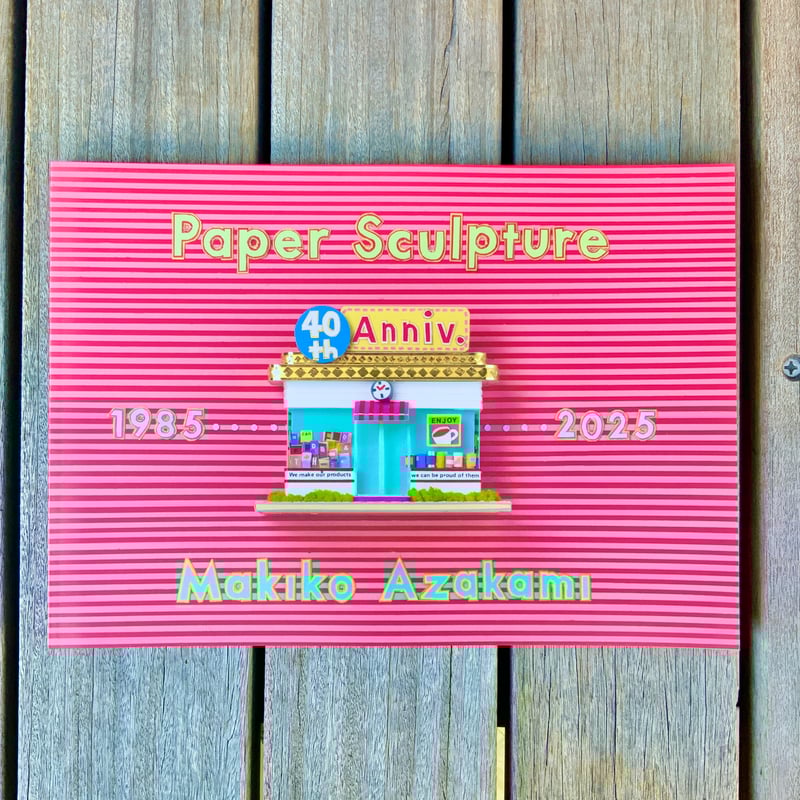 Paper Sculpture
40th
Anniv.
1985
2025
ENJOY
We make our products
we can be proud of them
Makiko Azakami